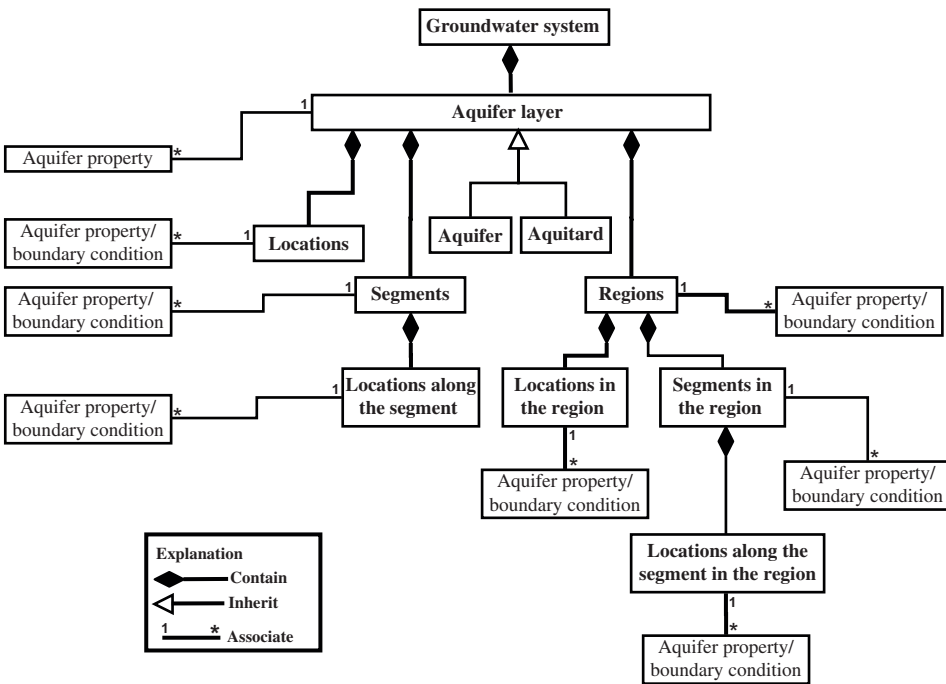 Groundwater system
Aquifer layer
1
Aquifer property
*
Aquifer property/
boundary condition
*
1
Locations
Aquifer
Aquitard
Aquifer property/
boundary condition
*
1
Segments
Regions
1
*
Aquifer property/
boundary condition
Aquifer property/
boundary condition
*
1
Locations along
the segment
Locations in
the region
Segments in
the region
1
1
*
Aquifer property/
boundary condition
*
Aquifer property/
boundary condition
Locations along the
segment in the region
1
*
Aquifer property/
boundary condition
Explanation
Contain
Inherit
1
*
Associate